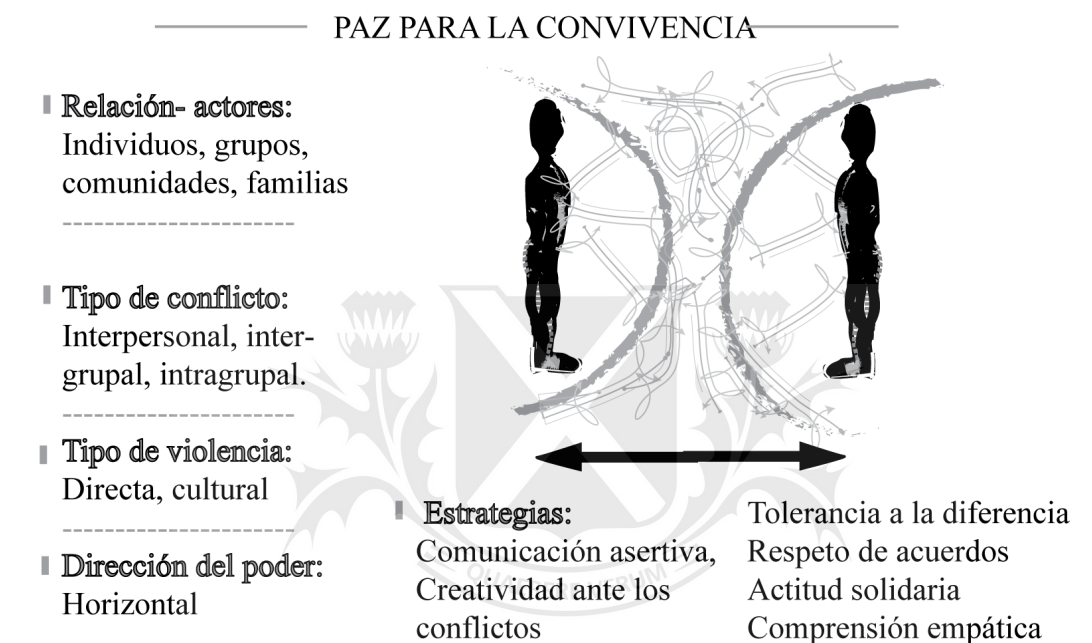 PAZ PARA LA CONVIVENCIA
Relación- actores:
Individuos, grupos,
comunidades, familias
Tipo de conflicto:
Interpersonal, inter-
grupal, intragrupal.
Tipo de violencia:
Directa, cultural
Dirección del poder:
Horizontal
Estrategias:
Comunicación asertiva,
Creatividad ante los
conflictos
Tolerancia a la diferencia
Respeto de acuerdos
Actitud solidaria
Comprensión empática